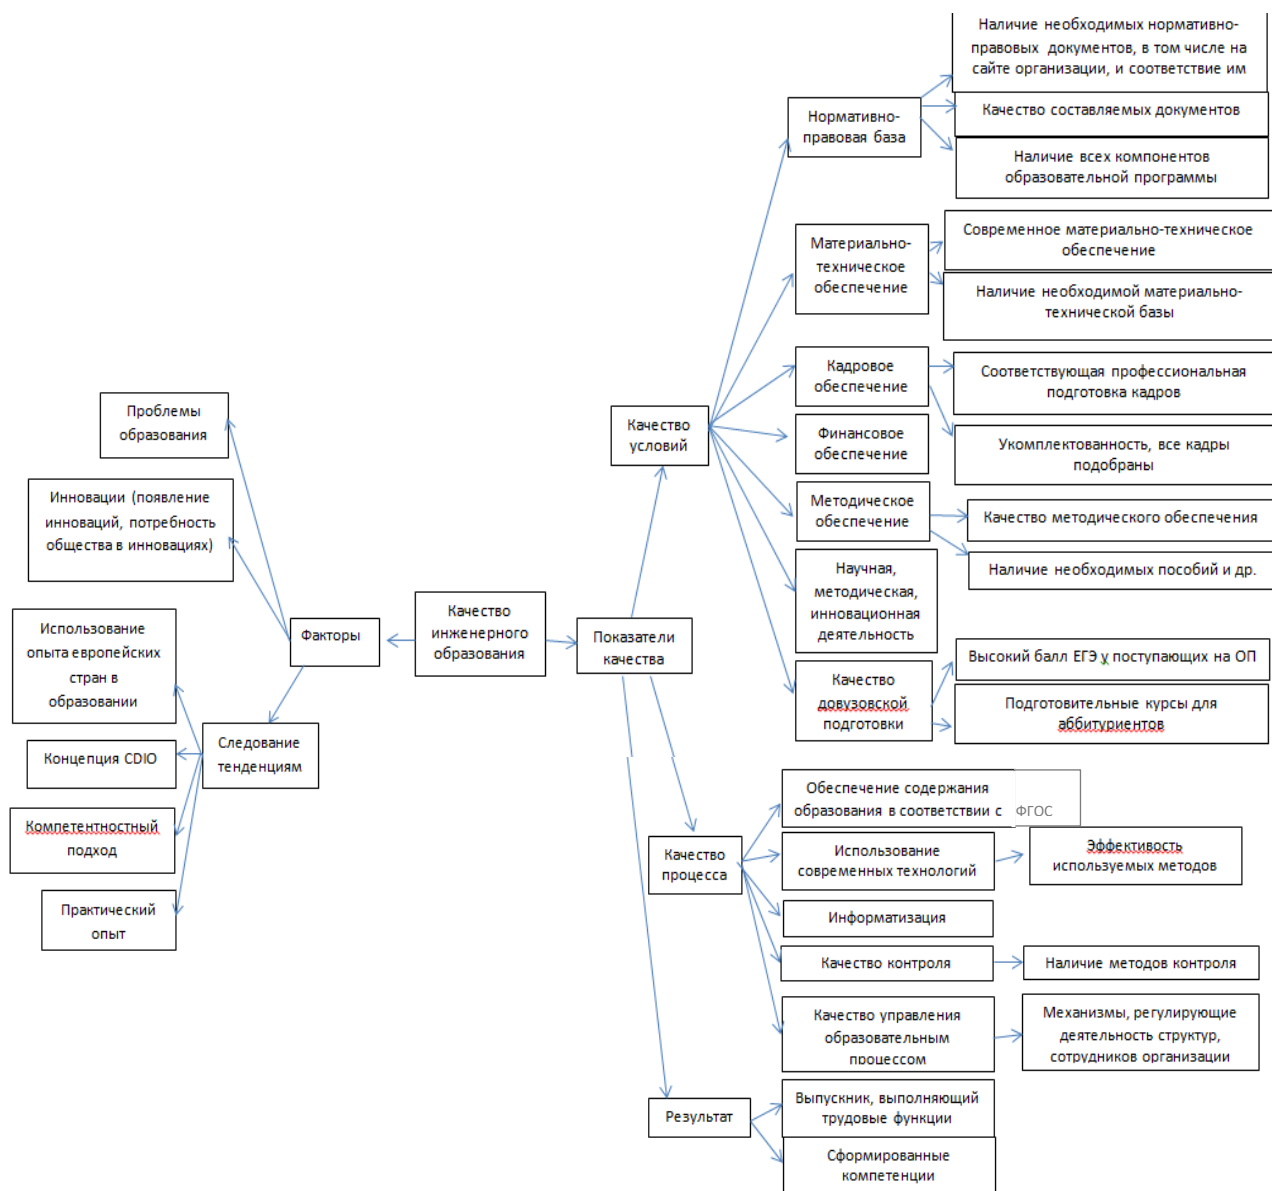 Наличие необходимых нормативно-
правовых документов, в том числе на
сайте организации, и соответствие им
Качество составляемых документов
Наличие всех компонентов
образовательной программы
Нормативно-
правовая база
Материально-
техническое
обеспечение
Современное материально-техническое
обеспечение
Наличие необходимой материально-
технической базы
Кадровое
обеспечение
Соответствующая профессиональная
подготовка кадров
Укомплектованность, все кадры
подобраны
Финансовое
обеспечение
Методическое
обеспечение
Качество методического обеспечения
Наличие необходимых пособий и др.
Научная,
методическая,
инновационная
деятельность
Качество
довузовской
подготовки
Высокий балл ЕГЭ у поступающих на ОП
Подготовительные курсы для
аббитуриентов
Качество
условий
Проблемы
образования
Инновации (появление
инноваций, потребность
общества в инновациях)
Использование
опыта европейских
стран в
образовании
Концепция CDIO
Компетентностный
подход
Практический
опыт
Следование
тенденциям
Факторы
Качество
инженерного
образования
Показатели
качества
Качество
процесса
Обеспечение содержания
образования в соответствии с ФГОС
Использование
современных технологий
Эффективость
используемых методов
Информатизация
Качество контроля
Наличие методов контроля
Качество управления
образовательным
процессом
Механизмы, регулирующие
деятельность структур,
сотрудников организации
Результат
Выпускник, выполняющий
трудовые функции
Сформированные
компетенции